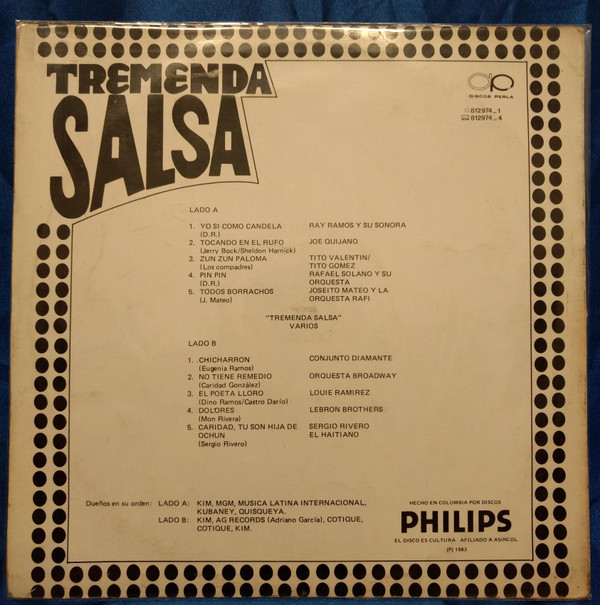 TREMENDA
SALSA
DISCOS PERLA
812974_1
812974_4
LADO A
1. YO SI COMO CANDELA RAY RAMOS Y SU SONORA
(D.R.)
2. TOCANDO EN EL RUFO JOE QUIJANO
(Jerry Bock/Sheldon Harnick)
3. ZUN ZUN PALOMA TITO VALENTIN/
(Los compadres) TITO GOMEZ
4. PIN PIN RAFAEL SOLANO Y SU
(D.R.) ORQUESTA
5. TODOS BORRACHOS JOSEITO MATEO Y LA
(J. Mateo) ORQUESTA RAFI
"TREMENDA SALSA"
VARIOS
LADO B
1. .CHICHARRON CONJUNTO DIAMANTE
(Eugenia Ramos)
2. NO TIENE REMEDIO ORQUESTA BROADWAY
(Caridad González)
3. EL POETA LLORO LOUIE RAMIREZ
(Dino Ramos/Castro Darío)
4. DOLORES LEBRON BROTHERS
(Mon Rivera)
5. CARIDAD, TU SON HIJA DE SERGIO RIVERO
OCHUN EL HAITIANO
(Sergio Rivero)
Dueños en su orden: LADO A: KIM, MGM, MUSICA LATINA INTERNACIONAL,
KUBANEY, QUISQUEYA.
LADO B: KIM, AG RECORDS (Adriano García), COTIQUE,
COTIQUE, KIM.
HECHO EN COLOMBIA POR DISCOS
PHILIPS
EL DISCO ES CULTURA · AFILIADO A ASINCOL
(P) 1983